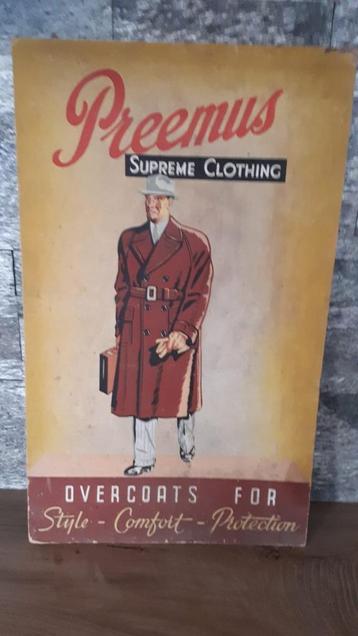 Preemus
SUPREME CLOTHING
OVERCOATS FOR
Style - Comfort - Protection